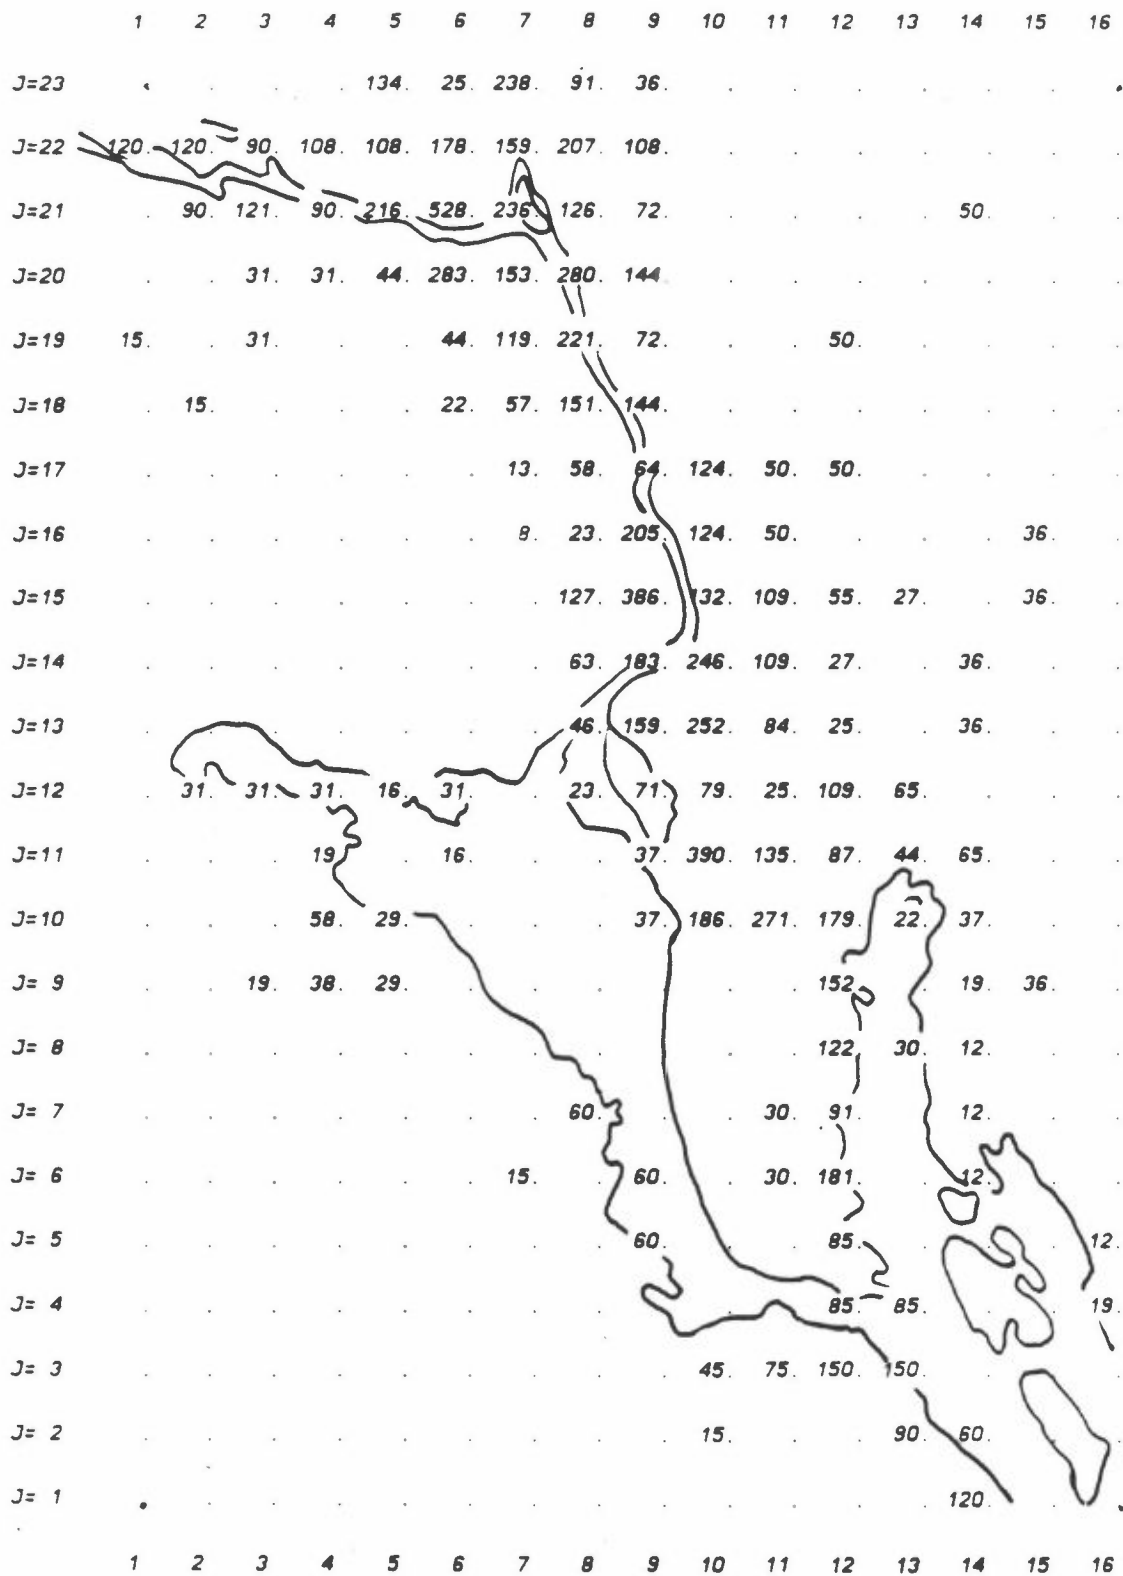 1 2 3 4 5 6 7 8 9 10 11 12 13 14 15 16
J=23 . . . . 134. 25. 238. 91. 36. . . . . . . .
J=22 120. 120. 90. 108. 108. 178. 159. 207. 108. . . . . . . .
J=21 . 90. 121. 90. 216. 528. 236. 126. 72. . . . . 50. . .
J=20 . . 31. 31. 44. 283. 153. 280. 144. . . . . . . .
J=19 15. . 31. . . 44. 119. 221. 72. . . 50. . . . .
J=18 . 15. . . . 22. 57. 151. 144. . . . . . . .
J=17 . . . . . . 13. 58. 64. 124. 50. 50. . . . .
J=16 . . . . . . 8. 23. 205. 124. 50. . . . 36. .
J=15 . . . . . . . 127. 386. 132. 109. 55. 27. . 36. .
J=14 . . . . . . . 63. 183. 246. 109. 27. . 36. . .
J=13 . . . . . . . 46. 159. 252. 84. 25. . 36. . .
J=12 . 31. 31. 31. 16. 31. . 23. 71. 79. 25. 109. 65. . . .
J=11 . . . 19. . 16. . . 37. 390. 135. 87. 44. 65. . .
J=10 . . . 58. 29. . . . 37. 186. 271. 179. 22. 37. . .
J= 9 . . 19. 38. 29. . . . . . . 152. . 19. 36. .
J= 8 . . . . . . . . . . . 122. 30. 12. . .
J= 7 . . . . . . . 60. . . 30. 91. . 12. . .
J= 6 . . . . . . 15. . 60. . 30. 181. . 12. . .
J= 5 . . . . . . . . 60. . . 85. . . . 12.
J= 4 . . . . . . . . . . . 85. 85. . . 19.
J= 3 . . . . . . . . . 45. 75. 150. 150. . . .
J= 2 . . . . . . . . . 15. . . 90. 60. . .
J= 1 . . . . . . . . . . . . . 120. . .
1 2 3 4 5 6 7 8 9 10 11 12 13 14 15 16